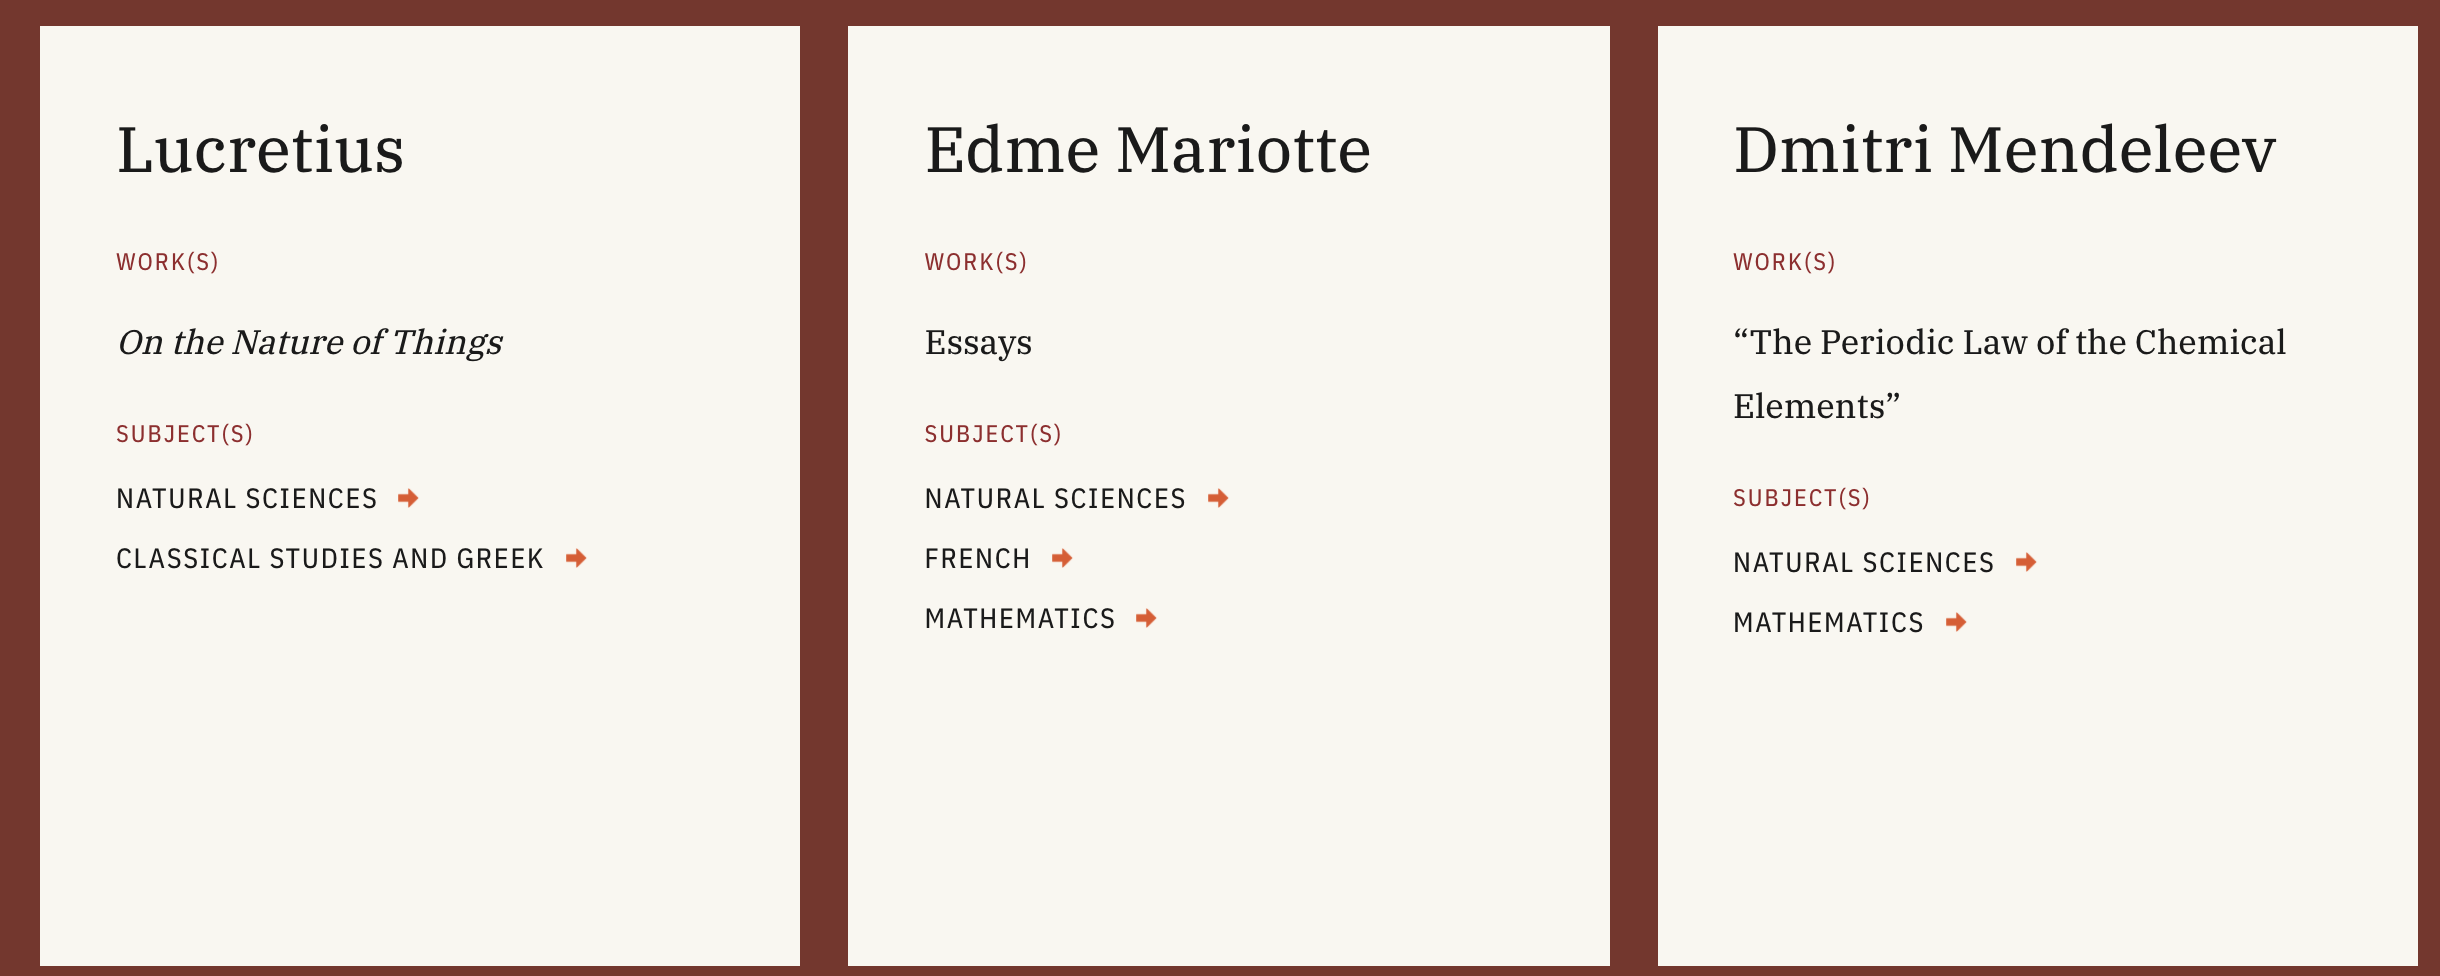 Lucretius
WORK(S)
On the Nature of Things
SUBJECT(S)
NATURAL SCIENCES
CLASSICAL STUDIES AND GREEK
Edme Mariotte
WORK(S)
Essays
SUBJECT(S)
NATURAL SCIENCES
FRENCH
MATHEMATICS
Dmitri Mendeleev
WORK(S)
“The Periodic Law of the Chemical
Elements”
SUBJECT(S)
NATURAL SCIENCES
MATHEMATICS